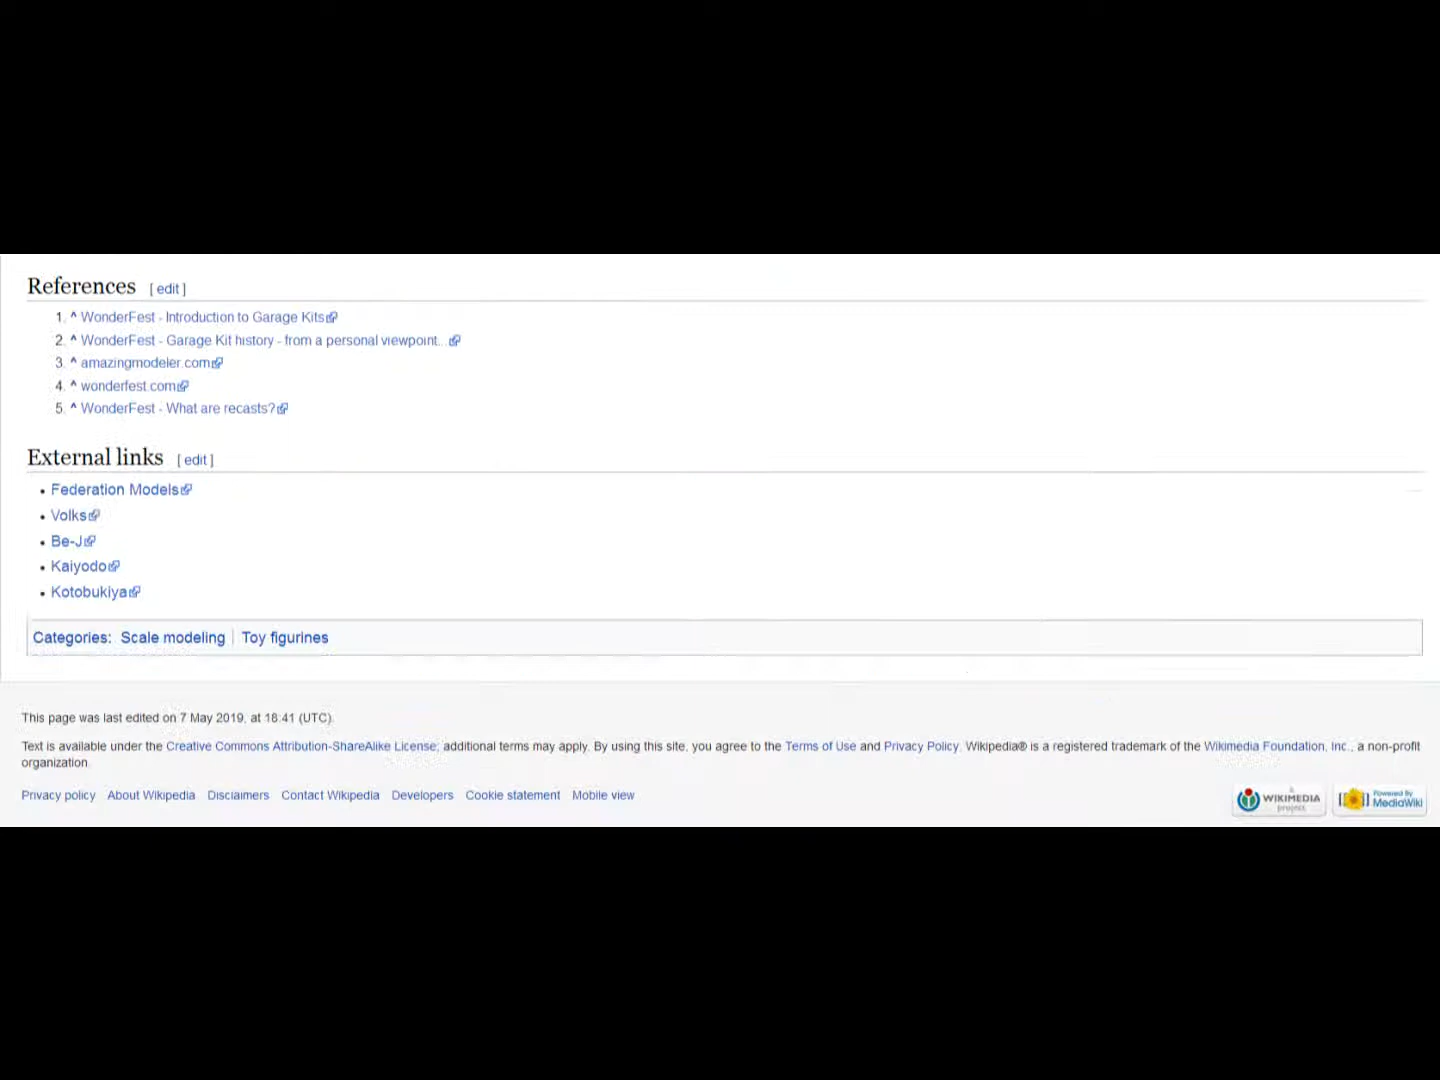 References [ edit ]
1. ^ WonderFest - Introduction to Garage Kits
2. ^ WonderFest - Garage Kit history - from a personal viewpoint...
3. ^ amazingmodeler.com
4. ^ wonderfest.com
5. ^ WonderFest - What are recasts?
External links [ edit ]
• Federation Models
• Volks
• Be-J
• Kaiyodo
• Kotobukiya
Categories: Scale modeling | Toy figurines
This page was last edited on 7 May 2019, at 18:41 (UTC).
Text is available under the Creative Commons Attribution-ShareAlike License; additional terms may apply. By using this site, you agree to the Terms of Use and Privacy Policy. Wikipedia® is a registered trademark of the Wikimedia Foundation, Inc., a non-profit
organization.
Privacy policy About Wikipedia Disclaimers Contact Wikipedia Developers Cookie statement Mobile view
A WIKIMEDIA project
Powered By MediaWiki